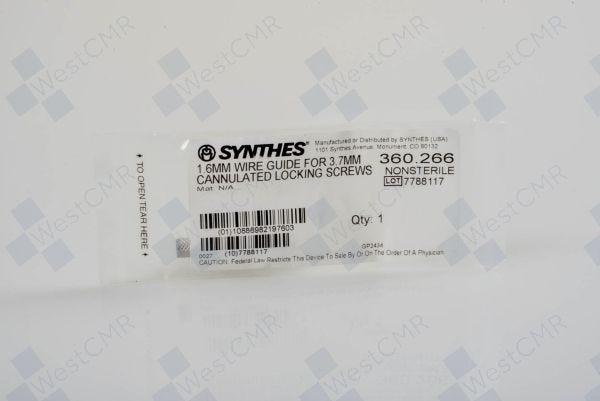 SYNTHES®
Manufactured or Distributed by SYNTHES (USA)
1101 Synthes Avenue, Monument, CO 80132
1.6MM WIRE GUIDE FOR 3.7MM
CANNULATED LOCKING SCREWS
Mat. N/A
360.266
NONSTERILE
LOT 7788117
(01)10886982197603
Qty: 1
(10)7788117
0027
GP2434
CAUTION: Federal Law Restricts This Device To Sale By Or On The Order Of A Physician
TO OPEN TEAR HERE
WestCMR